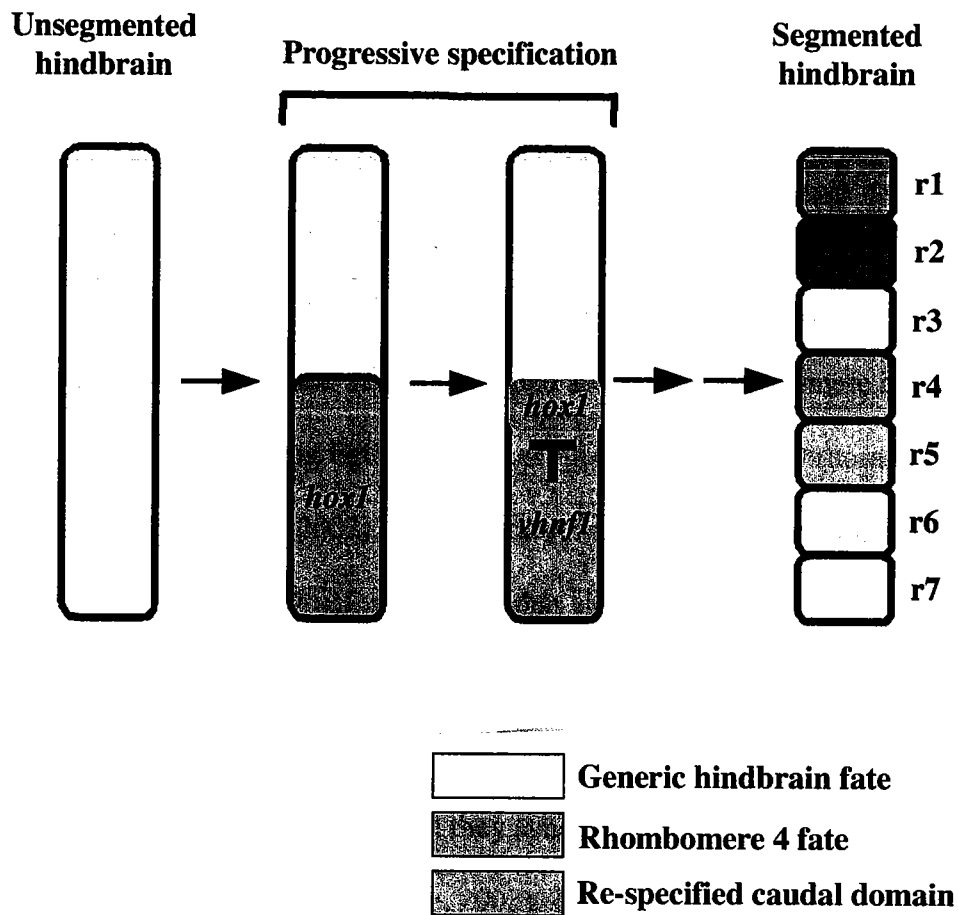 Unsegmented
hindbrain
Progressive specification
Segmented
hindbrain
r1
r2
r3
hox1
r4
r5
hox1
vhnf1
r6
r7
Generic hindbrain fate
Rhombomere 4 fate
Re-specified caudal domain